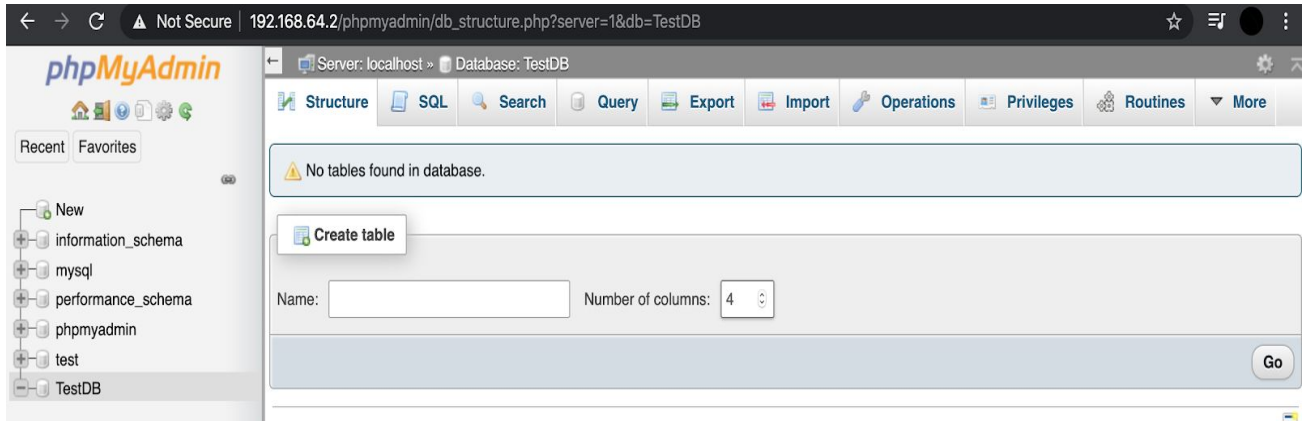 Not Secure | 192.168.64.2/phpmyadmin/db_structure.php?server=1&db=TestDB
phpMyAdmin
Recent Favorites
New
information_schema
mysql
performance_schema
phpmyadmin
test
TestDB
Server: localhost » Database: TestDB
Structure SQL Search Query Export Import Operations Privileges Routines More
No tables found in database.
Create table
Name: Number of columns: 4
Go